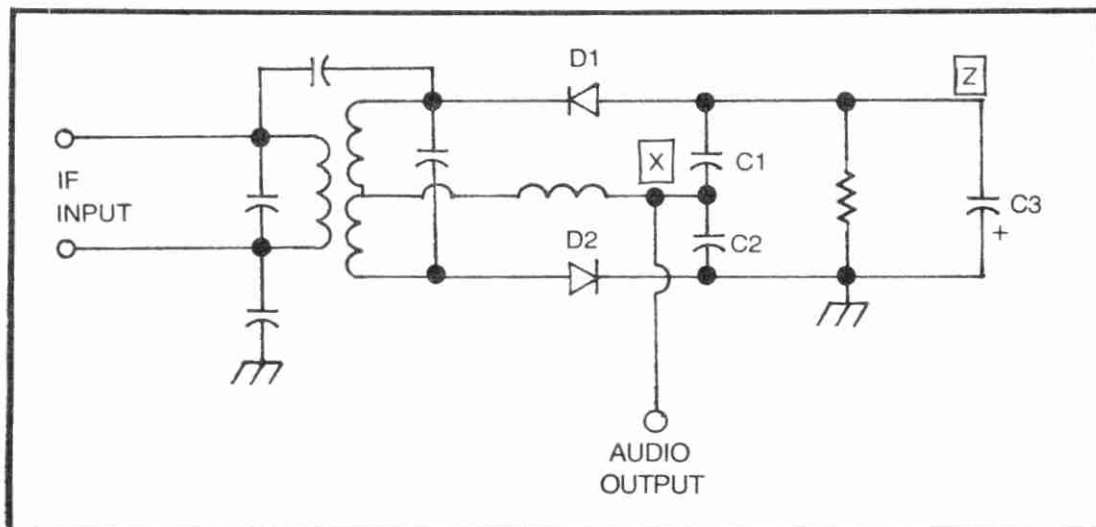 D1
Z
IF
INPUT
X
C1
C3
+
D2
C2
AUDIO
OUTPUT